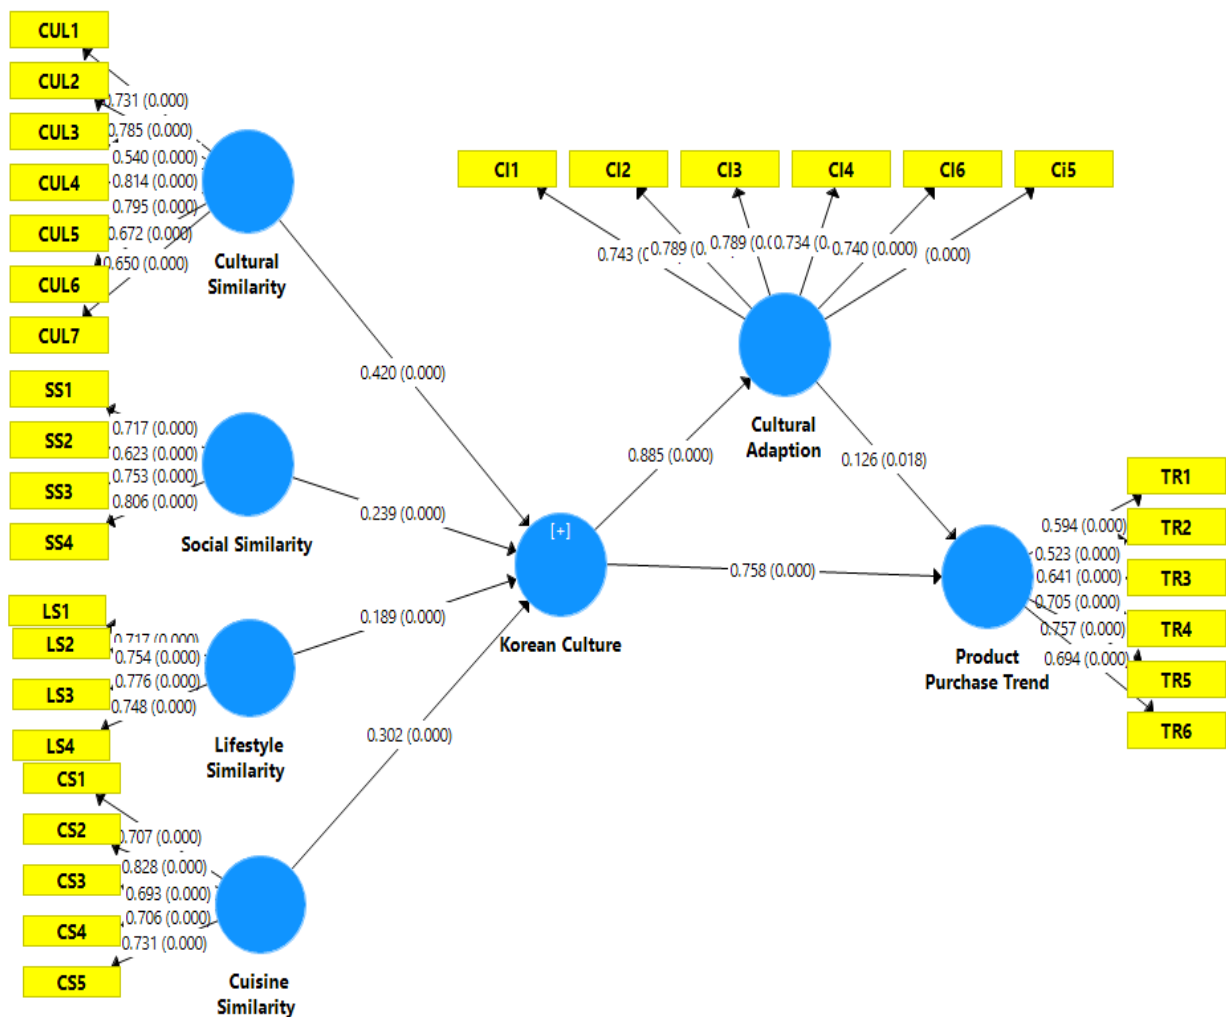 CUL1
CUL2
CUL3
CUL4
CUL5
CUL6
CUL7
0.731 (0.000)
0.785 (0.000)
0.540 (0.000)
0.814 (0.000)
0.795 (0.000)
0.672 (0.000)
0.650 (0.000)
Cultural
Similarity
SS1
SS2
SS3
SS4
0.717 (0.000)
0.623 (0.000)
0.753 (0.000)
0.806 (0.000)
Social Similarity
LS1
LS2
LS3
LS4
0.717 (0.000)
0.754 (0.000)
0.776 (0.000)
0.748 (0.000)
Lifestyle
Similarity
CS1
CS2
CS3
CS4
CS5
0.707 (0.000)
0.828 (0.000)
0.693 (0.000)
0.706 (0.000)
0.731 (0.000)
Cuisine
Similarity
0.420 (0.000)
0.239 (0.000)
0.189 (0.000)
0.302 (0.000)
[+]
Korean Culture
CI1
CI2
CI3
CI4
CI6
Ci5
0.743
0.789
0.789
0.734
0.740 (0.000)
(0.000)
Cultural
Adaption
0.885 (0.000)
0.126 (0.018)
0.758 (0.000)
Product
Purchase Trend
TR1
TR2
TR3
TR4
TR5
TR6
0.594 (0.000)
0.523 (0.000)
0.641 (0.000)
0.705 (0.000)
0.757 (0.000)
0.694 (0.000)